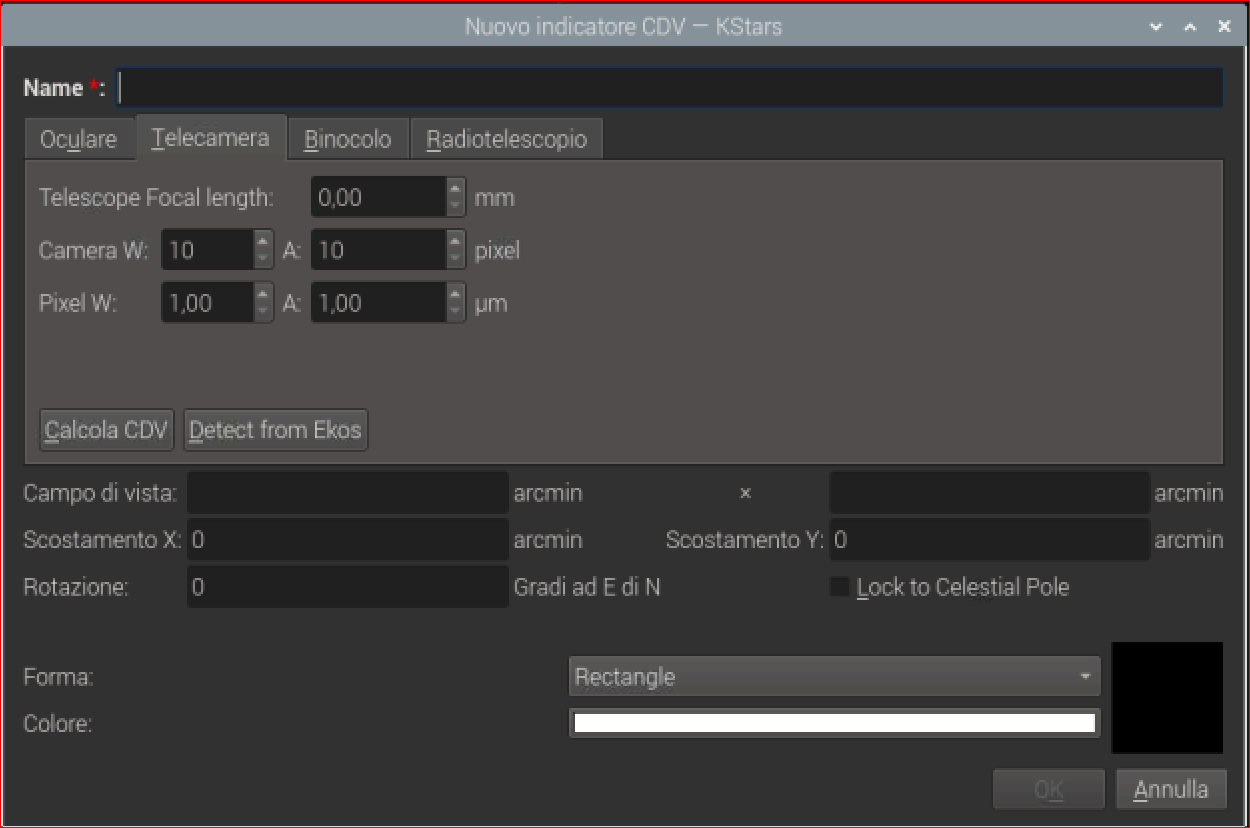 Nuovo indicatore CDV — KStars
Name *:
Oculare Telecamera Binocolo Radiotelescopio
Telescope Focal length: 0,00 mm
Camera W: 10 A: 10 pixel
Pixel W: 1,00 A: 1,00 µm
Calcola CDV Detect from Ekos
Campo di vista: arcmin × arcmin
Scostamento X: 0 arcmin Scostamento Y: 0 arcmin
Rotazione: 0 Gradi ad E di N Lock to Celestial Pole
Forma: Rectangle
Colore:
OK Annulla